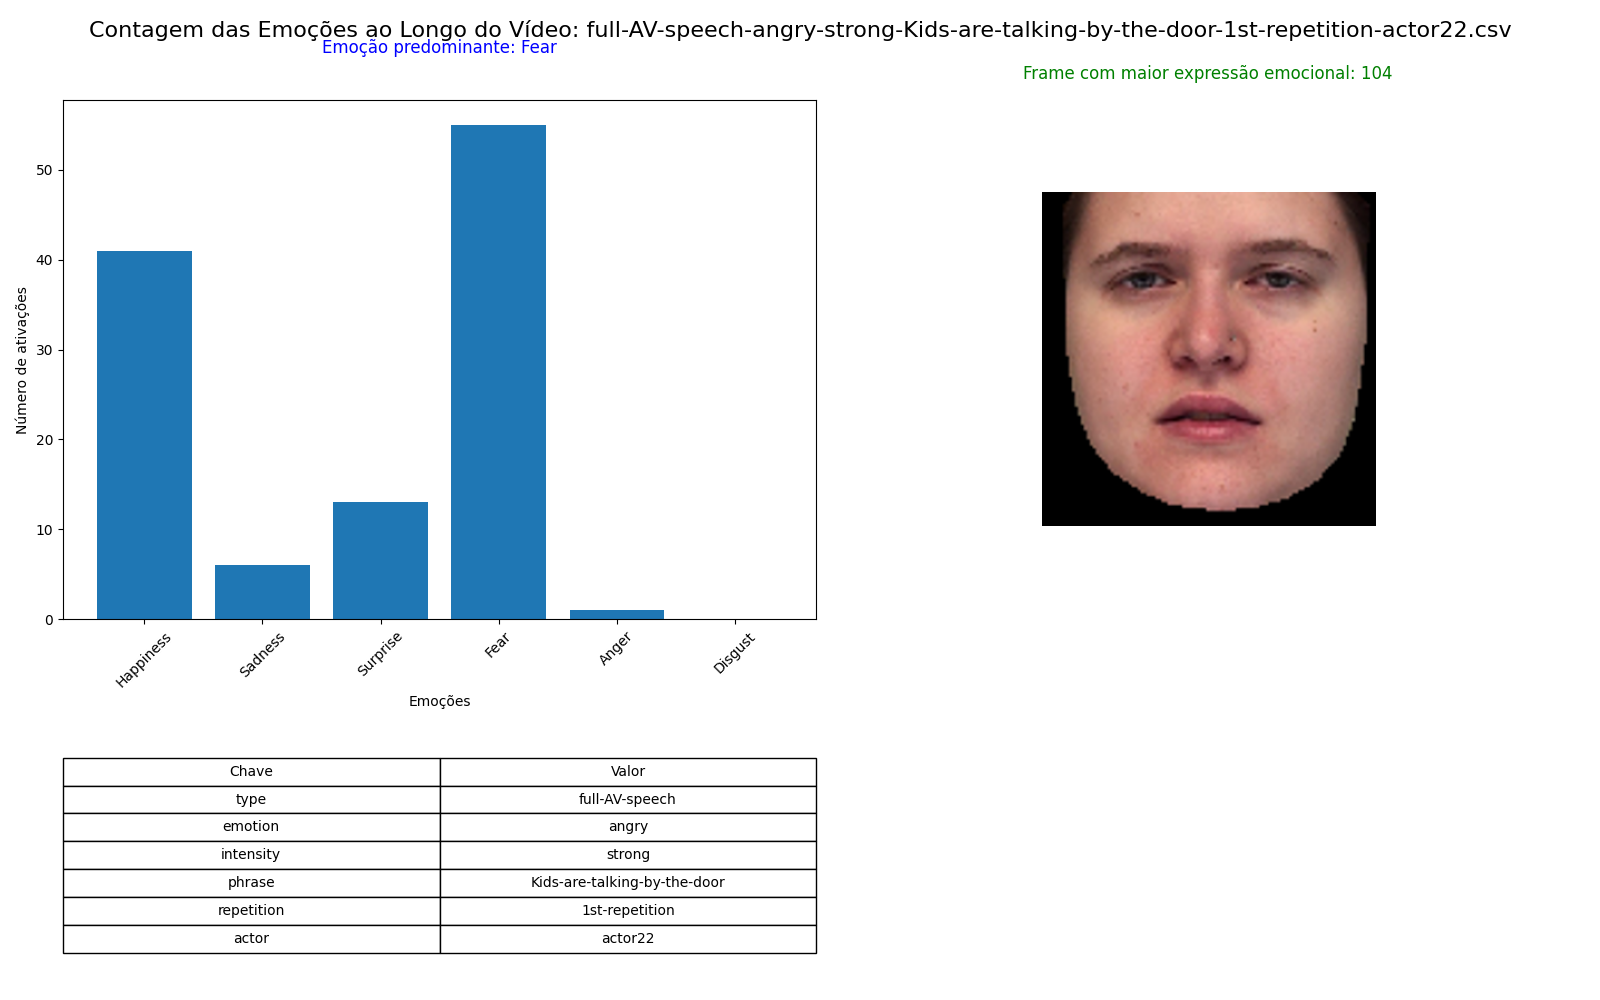 Contagem das Emoções ao Longo do Vídeo: full-AV-speech-angry-strong-Kids-are-talking-by-the-door-1st-repetition-actor22.csv
Emoção predominante: Fear
Frame com maior expressão emocional: 104
Número de ativações
50
40
30
20
10
0
Happiness Sadness Surprise Fear Anger Disgust
Emoções
Chave Valor
type full-AV-speech
emotion angry
intensity strong
phrase Kids-are-talking-by-the-door
repetition 1st-repetition
actor actor22